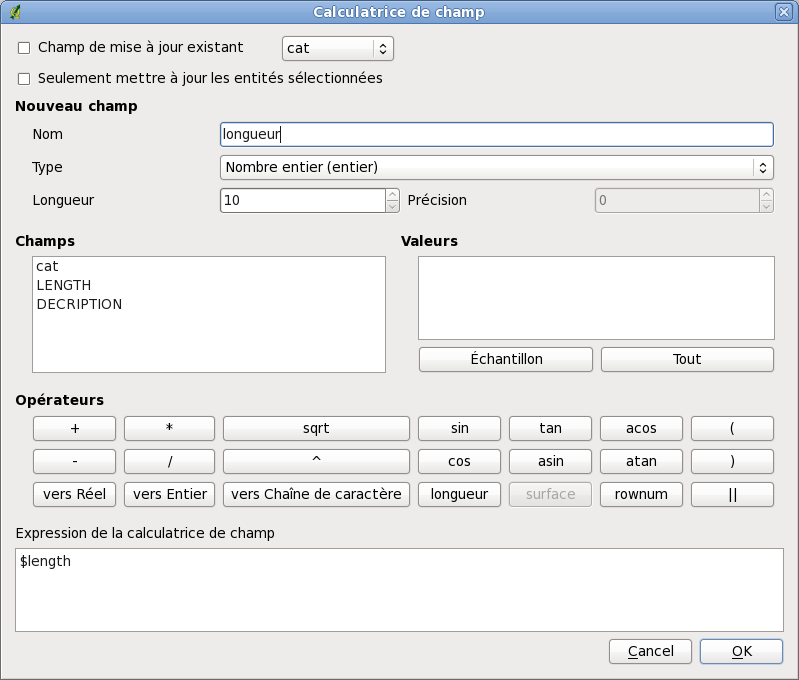 Calculatrice de champ
Champ de mise à jour existant cat
Seulement mettre à jour les entités sélectionnées
Nouveau champ
Nom longueur
Type Nombre entier (entier)
Longueur 10 Précision 0
Champs Valeurs
cat
LENGTH
DECRIPTION
Échantillon Tout
Opérateurs
+ * sqrt sin tan acos (
- / ^ cos asin atan )
vers Réel vers Entier vers Chaîne de caractère longueur surface rownum ||
Expression de la calculatrice de champ
$length
Cancel OK